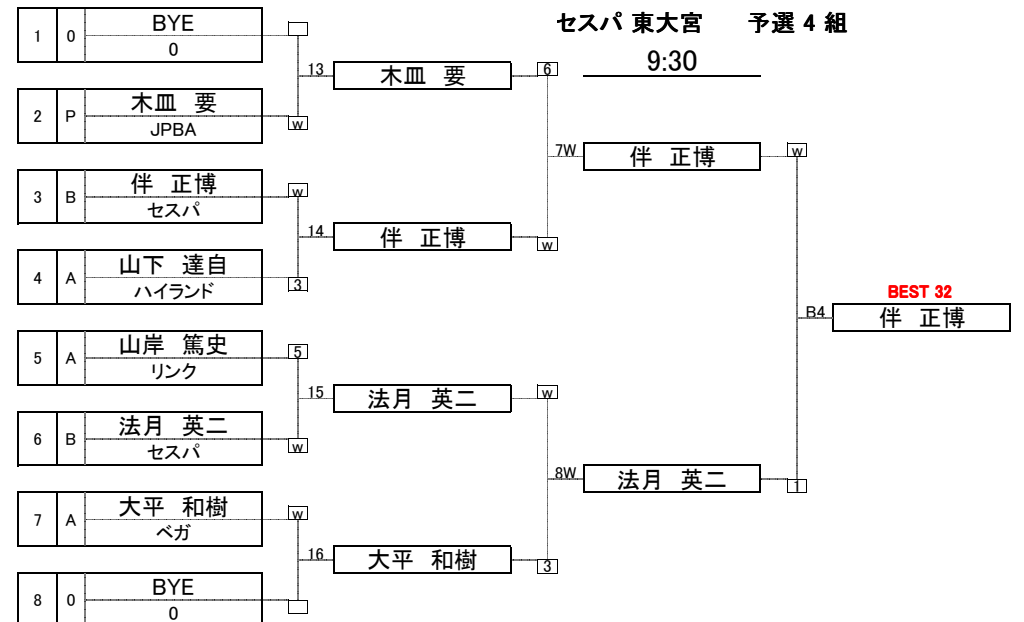 セスパ 東大宮 予選 4 組
9:30
1 0 BYE
0
13 木皿 要 6
2 P 木皿 要
JPBA
w
7W 伴 正博 w
3 B 伴 正博
セスパ
w
14 伴 正博 w
4 A 山下 達自
ハイランド
3
BEST 32
B4 伴 正博
5 A 山岸 篤史
リンク
5
15 法月 英二 w
6 B 法月 英二
セスパ
w
8W 法月 英二 1
7 A 大平 和樹
ベガ
w
16 大平 和樹 3
8 0 BYE
0